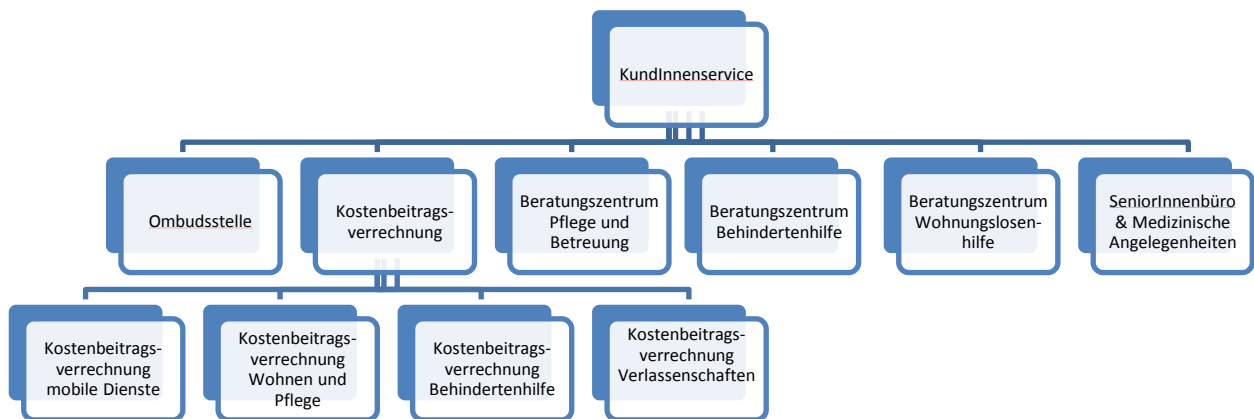 KundInnenservice
Ombudsstelle
Kostenbeitrags-
verrechnung
Beratungszentrum
Pflege und
Betreuung
Beratungszentrum
Behindertenhilfe
Beratungszentrum
Wohnungslosen-
hilfe
SeniorInnenbüro
& Medizinische
Angelegenheiten
Kostenbeitrags-
verrechnung
mobile Dienste
Kostenbeitrags-
verrechnung
Wohnen und
Pflege
Kostenbeitrags-
verrechnung
Behindertenhilfe
Kostenbeitrags-
verrechnung
Verlassenschaften